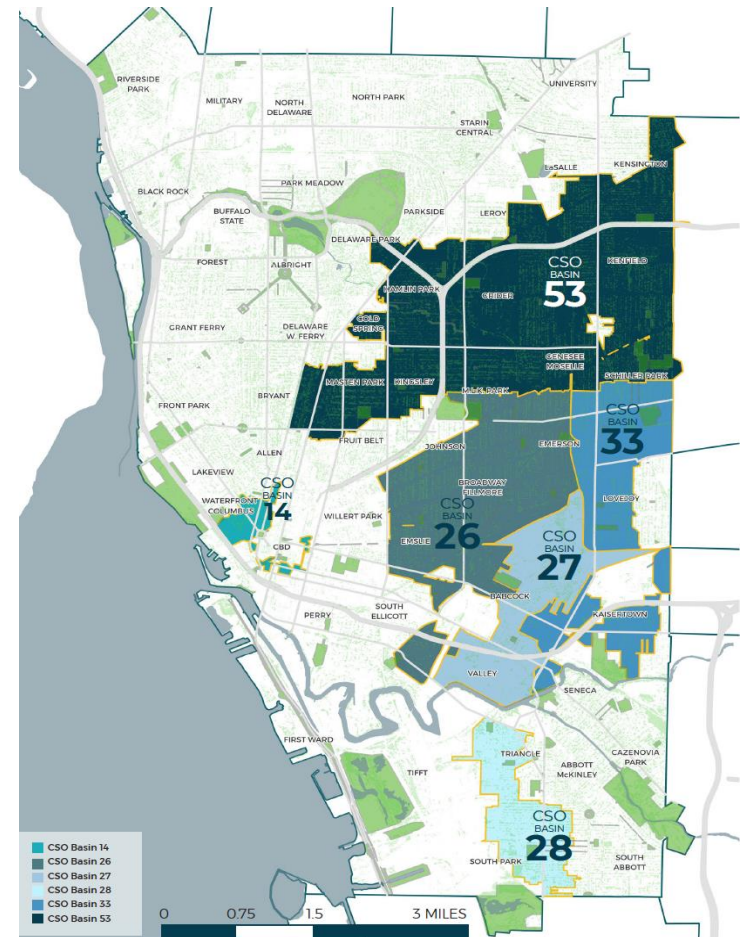 RIVERSIDE
PARK
MILITARY
NORTH
DELAWARE
NORTH PARK
UNIVERSITY
STARIN
CENTRAL
LaSALLE
KENSINGTON
BLACK ROCK
PARK MEADOW
BUFFALO
STATE
PARKSIDE
LEROY
DELAWARE PARK
FOREST
ALBRIGHT
CSO
BASIN
53
KENFIELD
HAMLIN PARK
GRIDER
GRANT FERRY
DELAWARE
W. FERRY
COLD
SPRING
GENESEE
MOSELLE
SCHILLER PARK
BRYANT
MASTEN PARK
KINGSLEY
M.L.K. PARK
FRONT PARK
FRUIT BELT
CSO
BASIN
33
ALLEN
JOHNSON
EMERSON
LAKEVIEW
CSO
BASIN
14
BROADWAY
FILLMORE
LOVEJOY
WATERFRONT
COLUMBUS
WILLERT PARK
CSO
BASIN
26
CBD
EMSLIE
CSO
BASIN
27
BABCOCK
PERRY
SOUTH
ELLICOTT
KAISERTOWN
VALLEY
SENECA
FIRST WARD
TRIANGLE
CAZENOVIA
PARK
TIFFT
ABBOTT
McKINLEY
CSO
BASIN
28
SOUTH PARK
SOUTH
ABBOTT
CSO Basin 14
CSO Basin 26
CSO Basin 27
CSO Basin 28
CSO Basin 33
CSO Basin 53
0 0.75 1.5 3 MILES